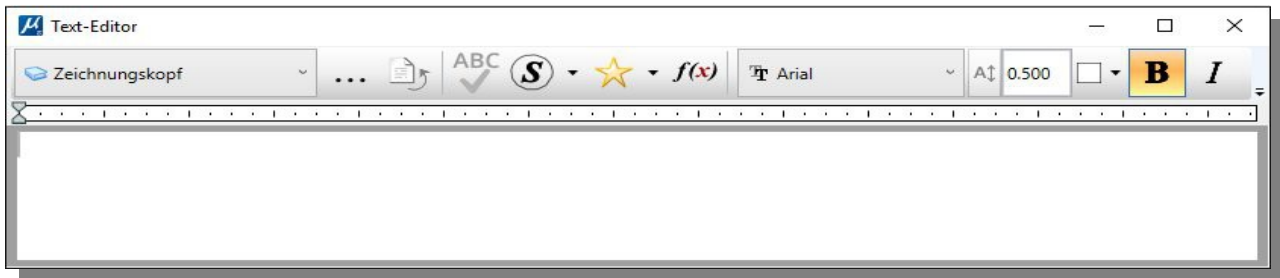 Text-Editor
Zeichnungskopf ... ABC S f(x) Arial A 0.500 B I